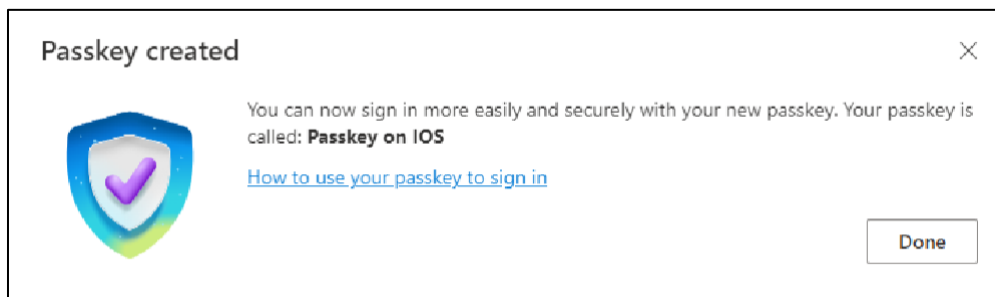 Passkey created
You can now sign in more easily and securely with your new passkey. Your passkey is
called: Passkey on IOS
How to use your passkey to sign in
Done